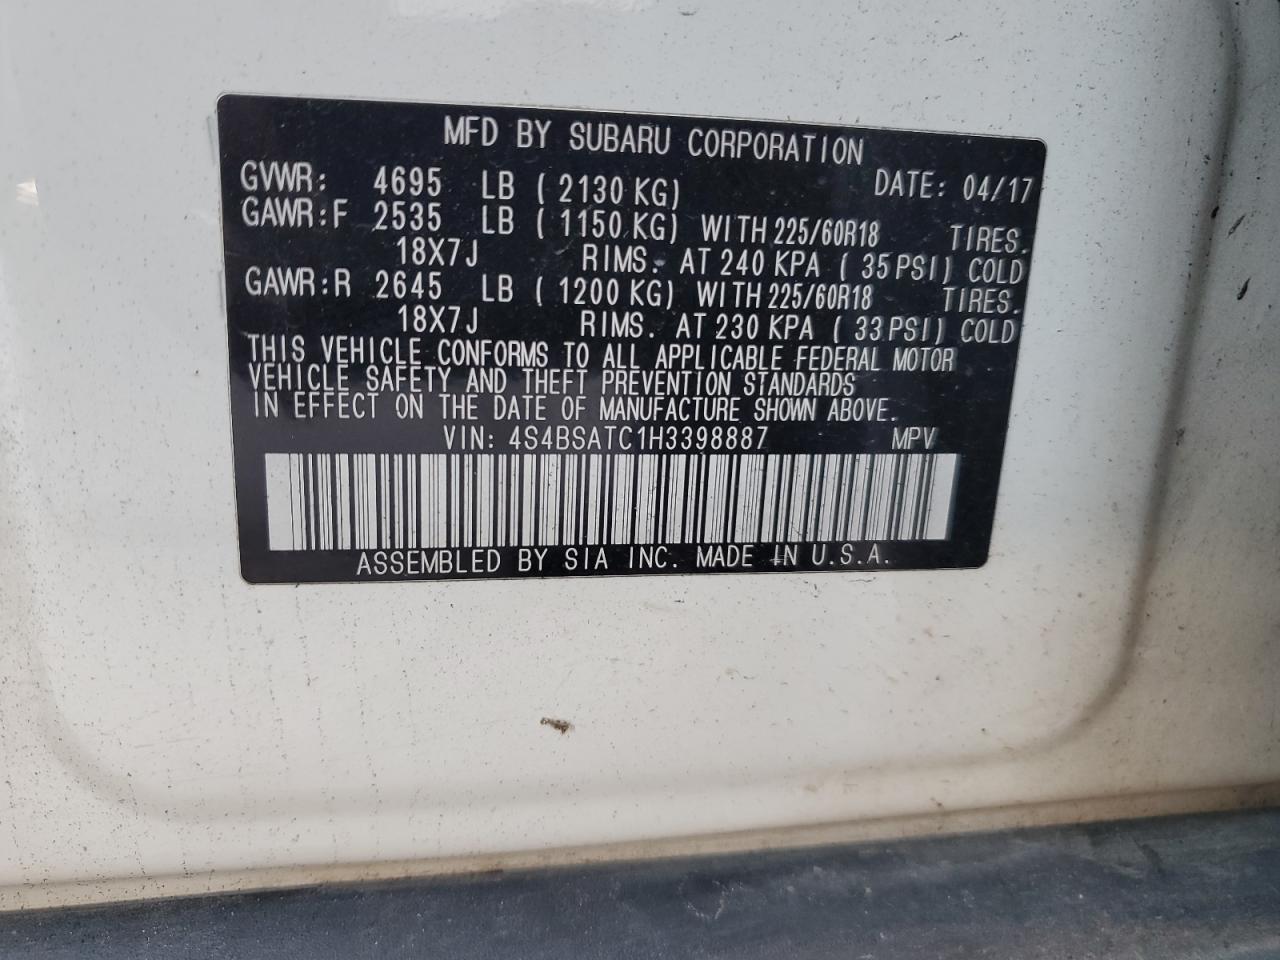 MFD BY SUBARU CORPORATION
GVWR: 4695 LB ( 2130 KG) DATE: 04/17
GAWR:F 2535 LB ( 1150 KG) WITH 225/60R18 TIRES.
18X7J RIMS. AT 240 KPA ( 35 PSI) COLD
GAWR:R 2645 LB ( 1200 KG) WITH 225/60R18 TIRES.
18X7J RIMS. AT 230 KPA ( 33 PSI) COLD
THIS VEHICLE CONFORMS TO ALL APPLICABLE FEDERAL MOTOR
VEHICLE SAFETY AND THEFT PREVENTION STANDARDS
IN EFFECT ON THE DATE OF MANUFACTURE SHOWN ABOVE.
VIN: 4S4BSATC1H3398887 MPV
ASSEMBLED BY SIA INC. MADE IN U.S.A.